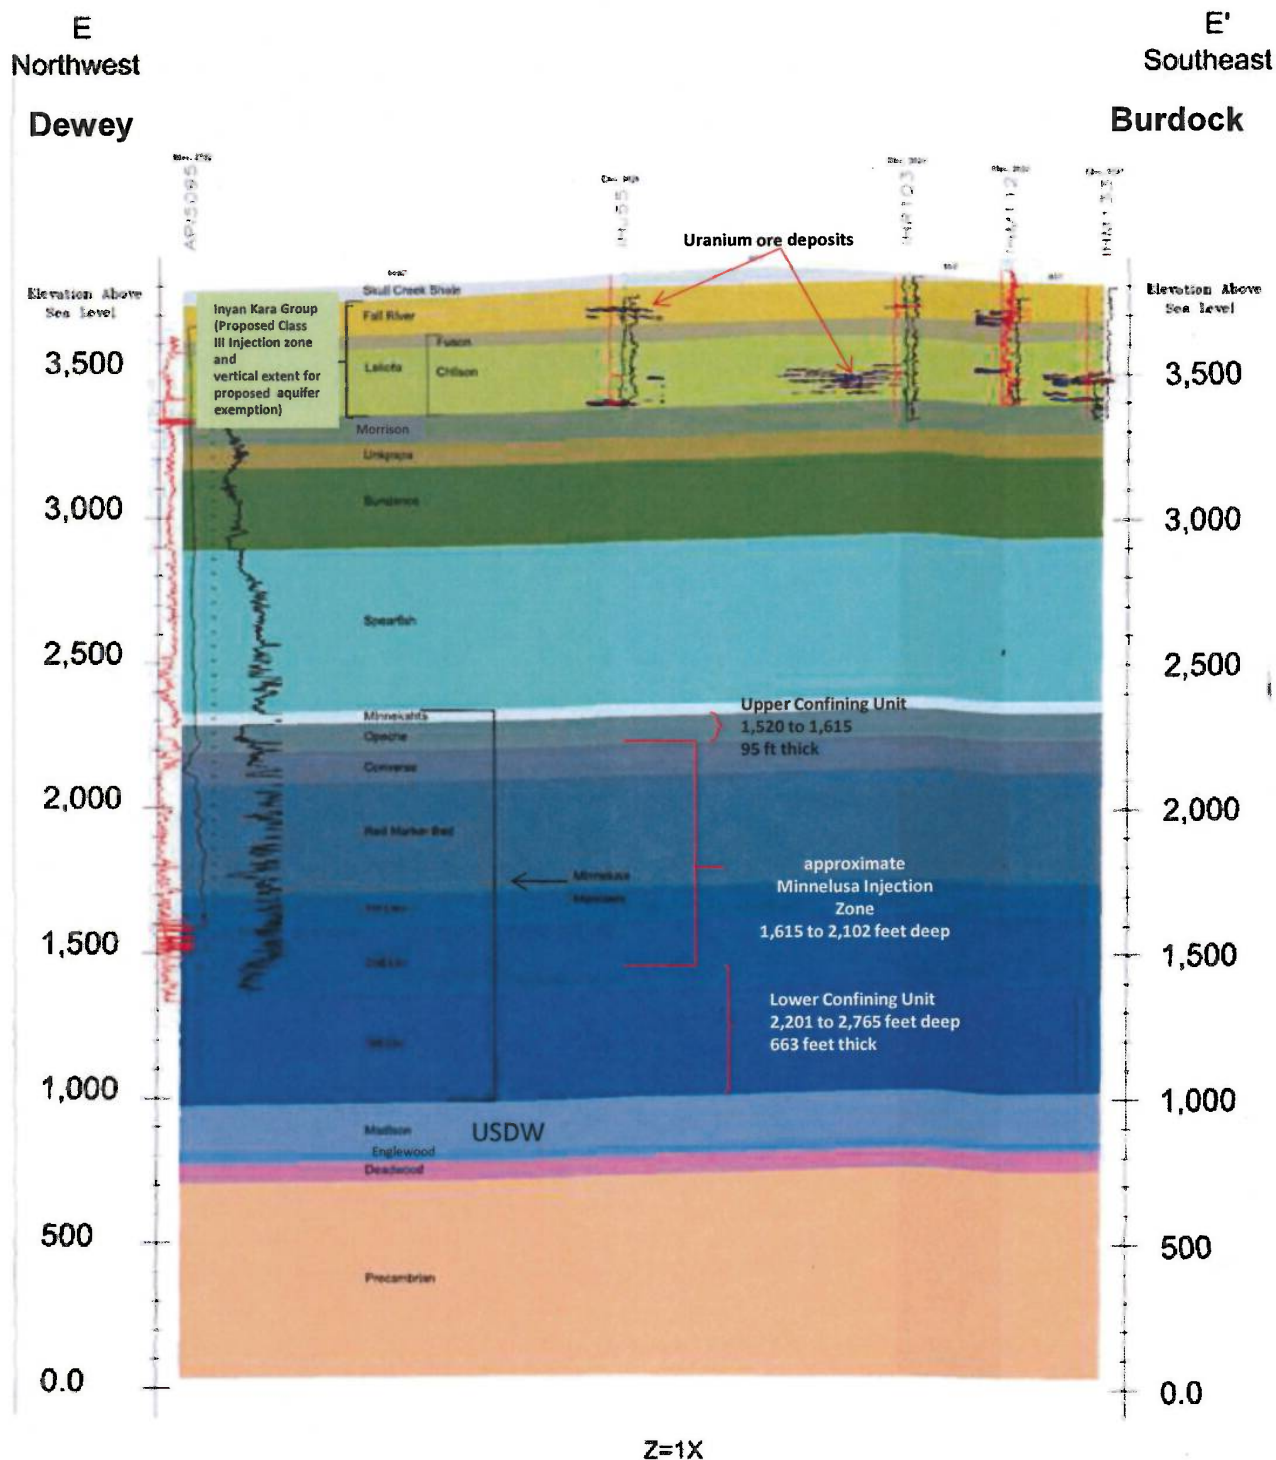 E
Northwest
Dewey
E'
Southeast
Burdock
Uranium ore deposits
Elevation Above
Sea Level
Elevation Above
Sea Level
3,500
3,000
2,500
2,000
1,500
1,000
500
0.0
3,500
3,000
2,500
2,000
1,500
1,000
500
0.0
Inyan Kara Group
(Proposed Class
III Injection zone
and
vertical extent for
proposed aquifer
exemption)
Skull Creek Shale
Fall River
Fuson
Lakota
Chilson
Morrison
Unkpapa
Sundance
Spearfish
Minnekahta
Opeche
Converse
Red Marker Bed
Minnelusa
Upper Confining Unit
1,520 to 1,615
95 ft thick
approximate
Minnelusa Injection
Zone
1,615 to 2,102 feet deep
Lower Confining Unit
2,201 to 2,765 feet deep
663 feet thick
Madison
USDW
Englewood
Deadwood
Precambrian
Z=1X